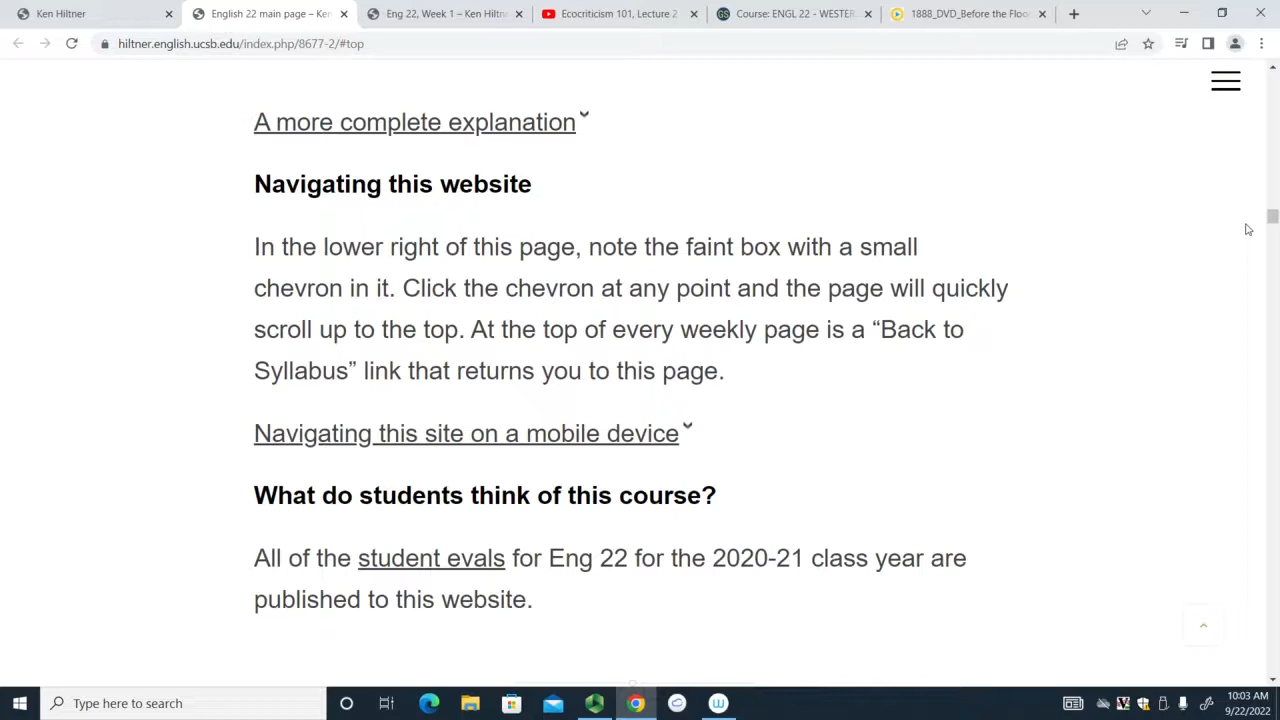 Ken Hiltner
English 22 main page – Ken
Eng 22, Week 1 – Ken Hiltner
Ecocriticism 101, Lecture 2
Course: ENGL 22 - WESTER
1888_DVD_Before the Flood
hiltner.english.ucsb.edu/index.php/8677-2/#top
A more complete explanation
Navigating this website
In the lower right of this page, note the faint box with a small
chevron in it. Click the chevron at any point and the page will quickly
scroll up to the top. At the top of every weekly page is a “Back to
Syllabus” link that returns you to this page.
Navigating this site on a mobile device
What do students think of this course?
All of the student evals for Eng 22 for the 2020-21 class year are
published to this website.
Type here to search
10:03 AM
9/22/2022